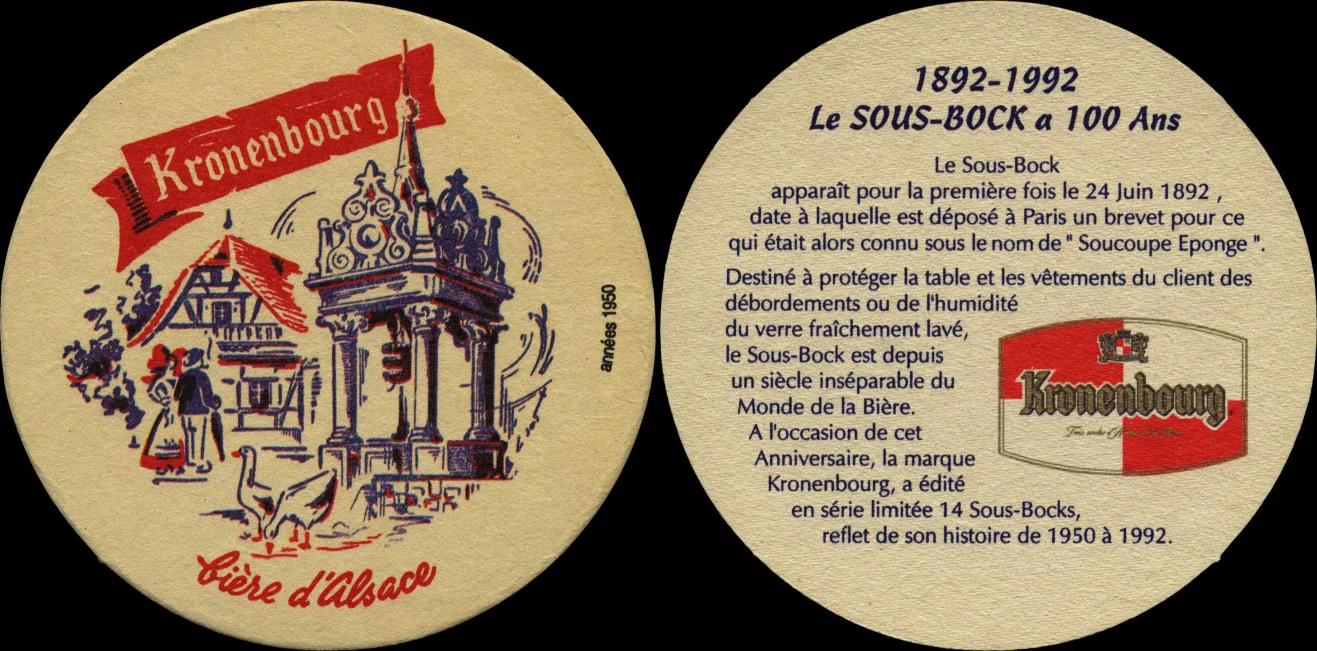 Kronenbourg
années 1950
bière d'Alsace
1892-1992
Le SOUS-BOCK a 100 Ans
Le Sous-Bock
apparaît pour la première fois le 24 Juin 1892 ,
date à laquelle est déposé à Paris un brevet pour ce
qui était alors connu sous le nom de " Soucoupe Eponge ".
Destiné à protéger la table et les vêtements du client des
débordements ou de l'humidité
du verre fraîchement lavé,
le Sous-Bock est depuis
un siècle inséparable du
Monde de la Bière.
A l'occasion de cet
Anniversaire, la marque
Kronenbourg, a édité
en série limitée 14 Sous-Bocks,
reflet de son histoire de 1950 à 1992.
Kronenbourg